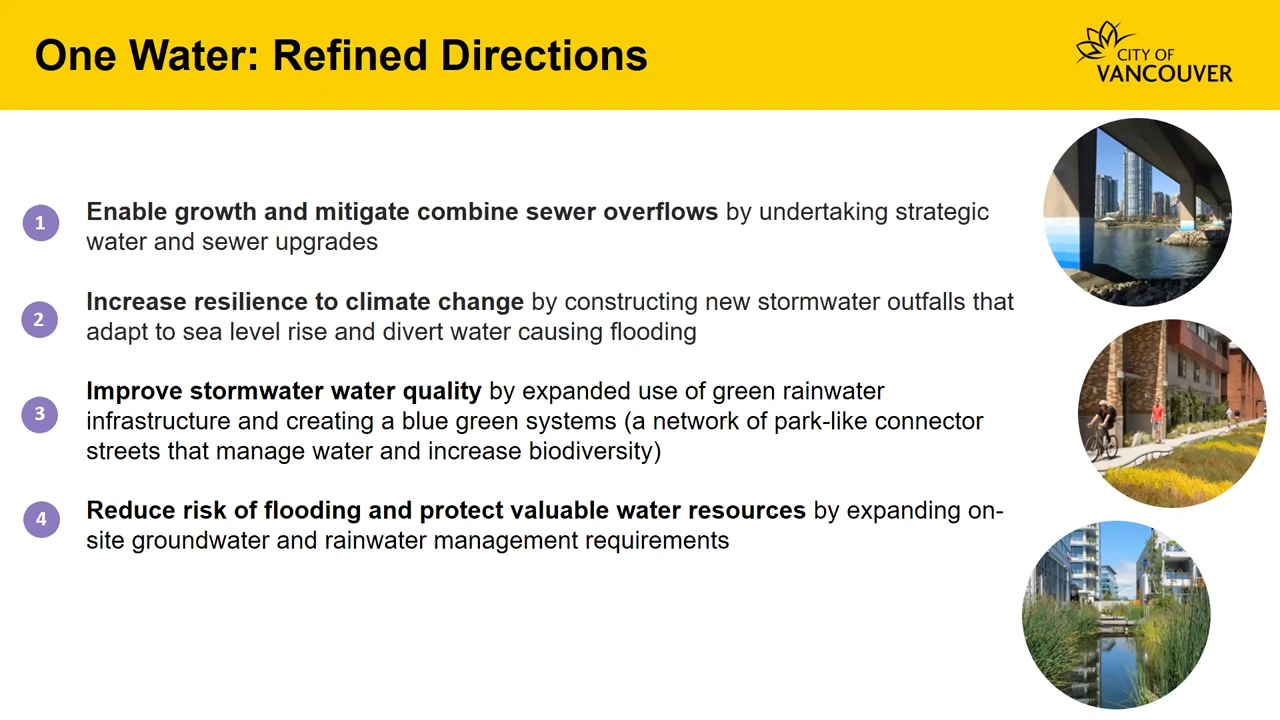 One Water: Refined Directions
CITY OF
VANCOUVER
1
Enable growth and mitigate combine sewer overflows by undertaking strategic
water and sewer upgrades
2
Increase resilience to climate change by constructing new stormwater outfalls that
adapt to sea level rise and divert water causing flooding
3
Improve stormwater water quality by expanded use of green rainwater
infrastructure and creating a blue green systems (a network of park-like connector
streets that manage water and increase biodiversity)
4
Reduce risk of flooding and protect valuable water resources by expanding on-
site groundwater and rainwater management requirements